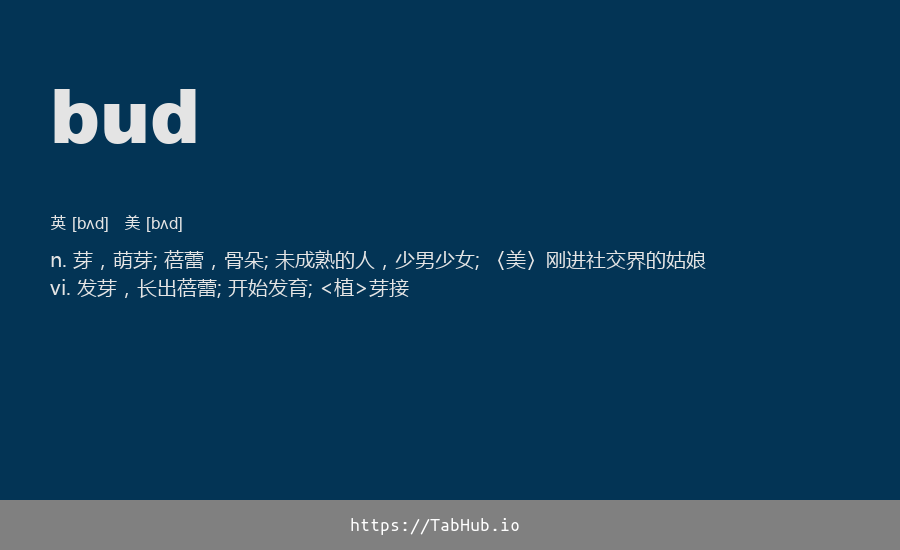 bud
英 [bʌd] 美 [bʌd]
n. 芽，萌芽; 蓓蕾，骨朵; 未成熟的人，少男少女; 〈美〉刚进社交界的姑娘
vi. 发芽，长出蓓蕾; 开始发育; <植>芽接
https://TabHub.io